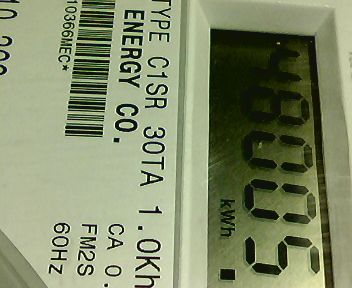 48005
kWh
TYPE C1SR 30TA 1.0Kh
ENERGY CO. CA 0.
10366MEC* FM2S
60Hz